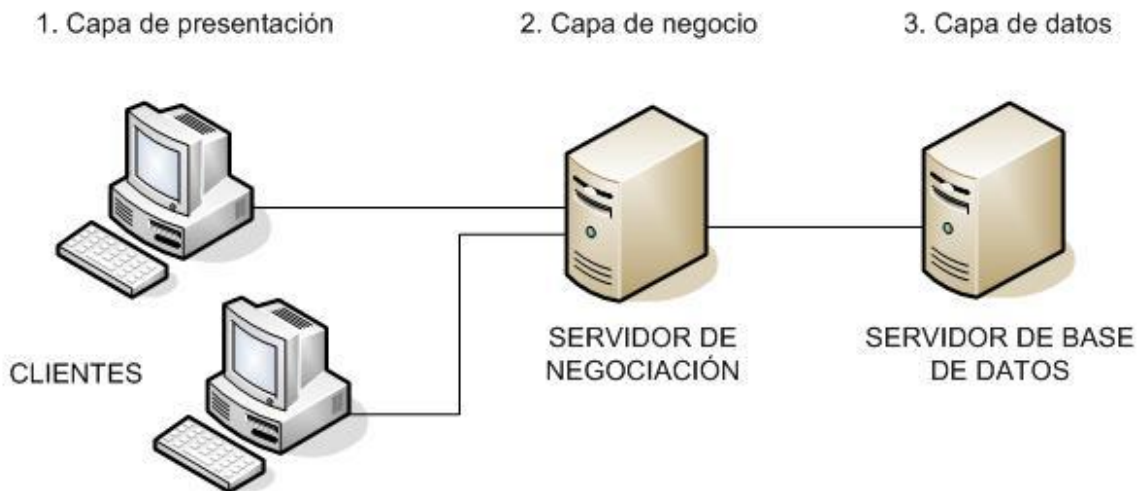 1. Capa de presentación
2. Capa de negocio
3. Capa de datos
CLIENTES
SERVIDOR DE
NEGOCIACIÓN
SERVIDOR DE BASE
DE DATOS